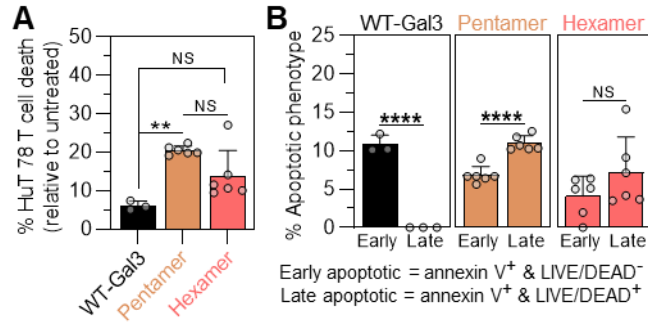 A
% HuT 78 T cell death
(relative to untreated)
50
40
30
20
10
0
NS
NS
**
WT-Gal3
Pentamer
Hexamer
B
WT-Gal3
Pentamer
Hexamer
% Apoptotic phenotype
25
20
15
10
5
0
****
****
NS
Early Late
Early Late
Early Late
Early apoptotic = annexin V⁺ & LIVE/DEAD⁻
Late apoptotic = annexin V⁺ & LIVE/DEAD⁺